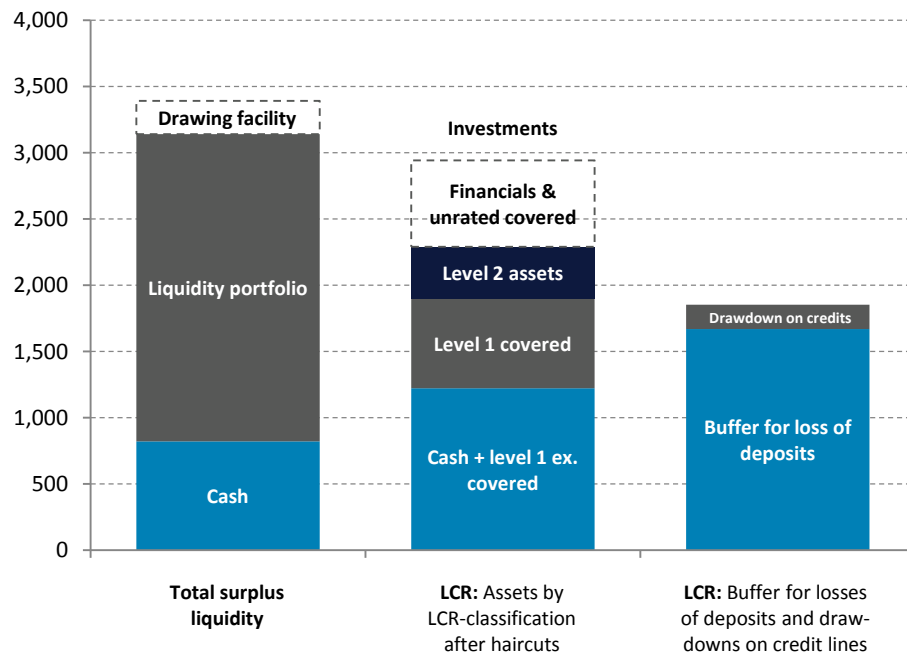 4,000
3,500
3,000
2,500
2,000
1,500
1,000
500
0
Drawing facility
Liquidity portfolio
Cash
Investments
Financials &
unrated covered
Level 2 assets
Level 1 covered
Cash + level 1 ex.
covered
Drawdown on credits
Buffer for loss of
deposits
Total surplus
liquidity
LCR: Assets by
LCR-classification
after haircuts
LCR: Buffer for losses
of deposits and draw-
downs on credit lines